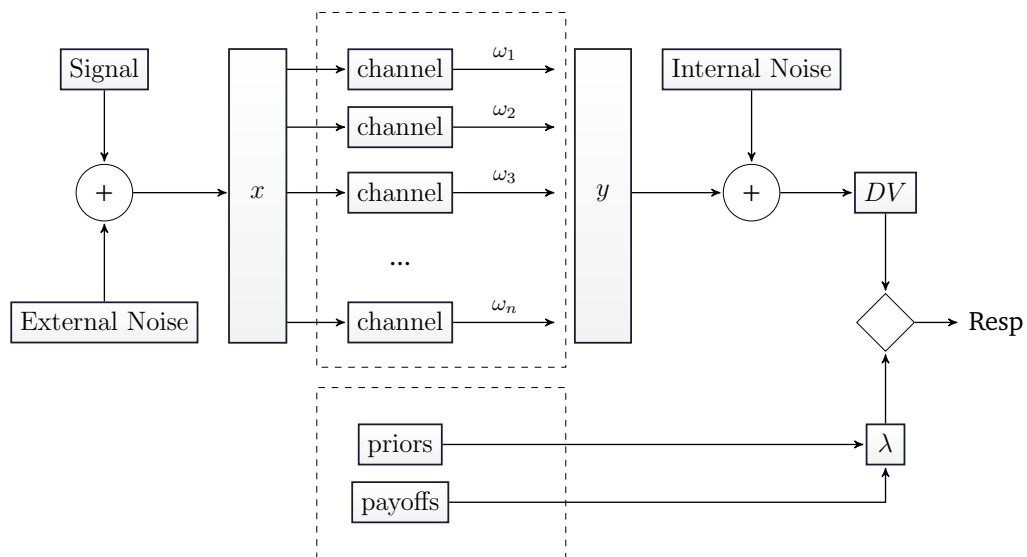 Signal
channel
ω₁
Internal Noise
channel
ω₂
+
x
channel
ω₃
y
+
DV
...
External Noise
channel
ωₙ
Resp
priors
λ
payoffs